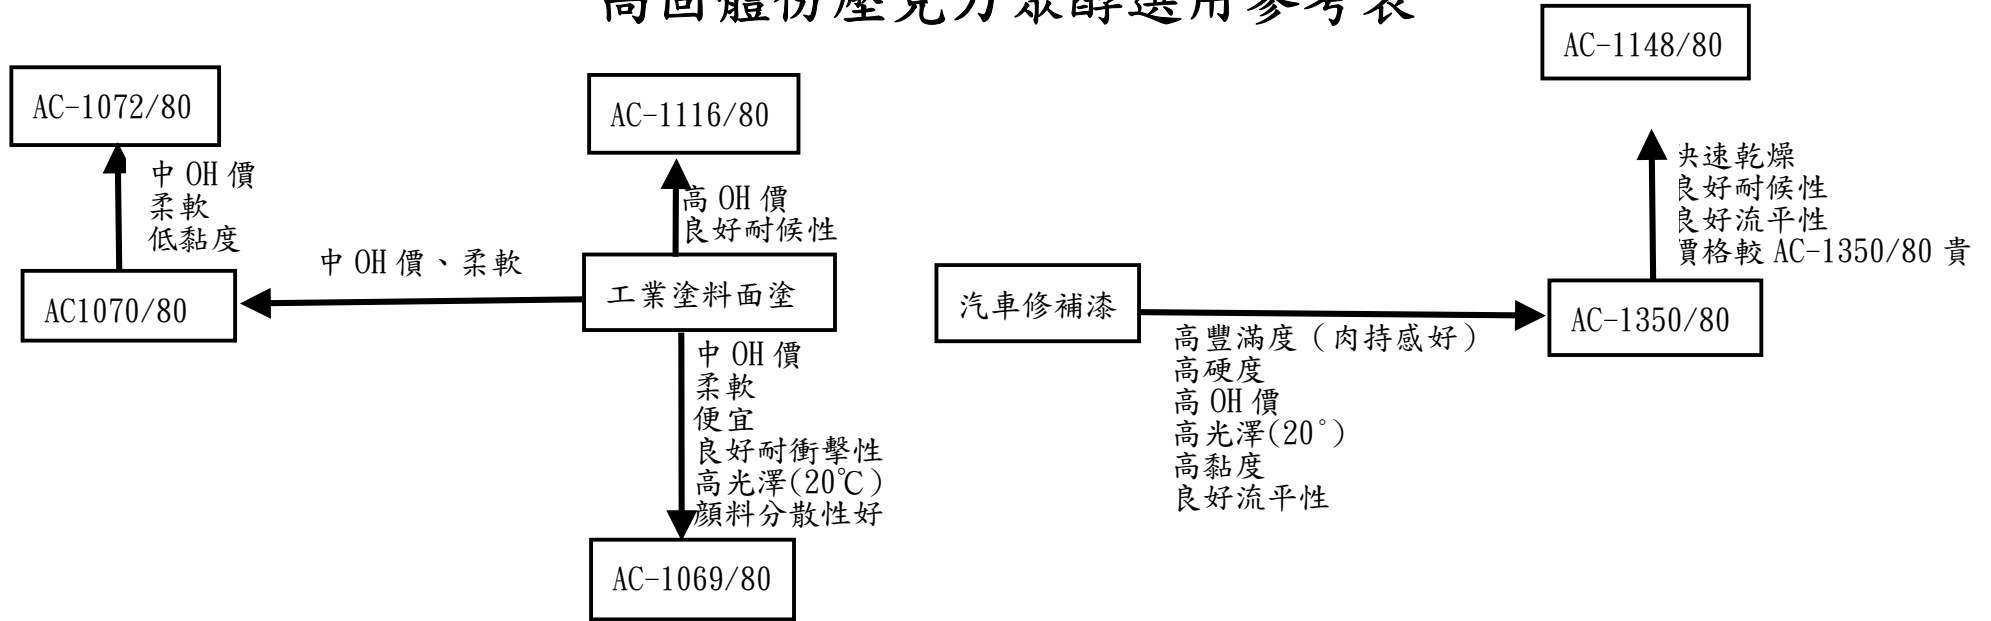 高固體份壓克力聚醇選用參考表
AC-1148/80
AC-1072/80
AC-1116/80
中 OH 價
柔軟
低黏度
高 OH 價
良好耐候性
快速乾燥
良好耐候性
良好流平性
價格較 AC-1350/80 貴
中 OH 價、柔軟
AC1070/80
工業塗料面塗
汽車修補漆
AC-1350/80
中 OH 價
柔軟
便宜
良好耐衝擊性
高光澤(20℃)
顏料分散性好
高豐滿度（肉持感好）
高硬度
高 OH 價
高光澤(20°)
高黏度
良好流平性
AC-1069/80